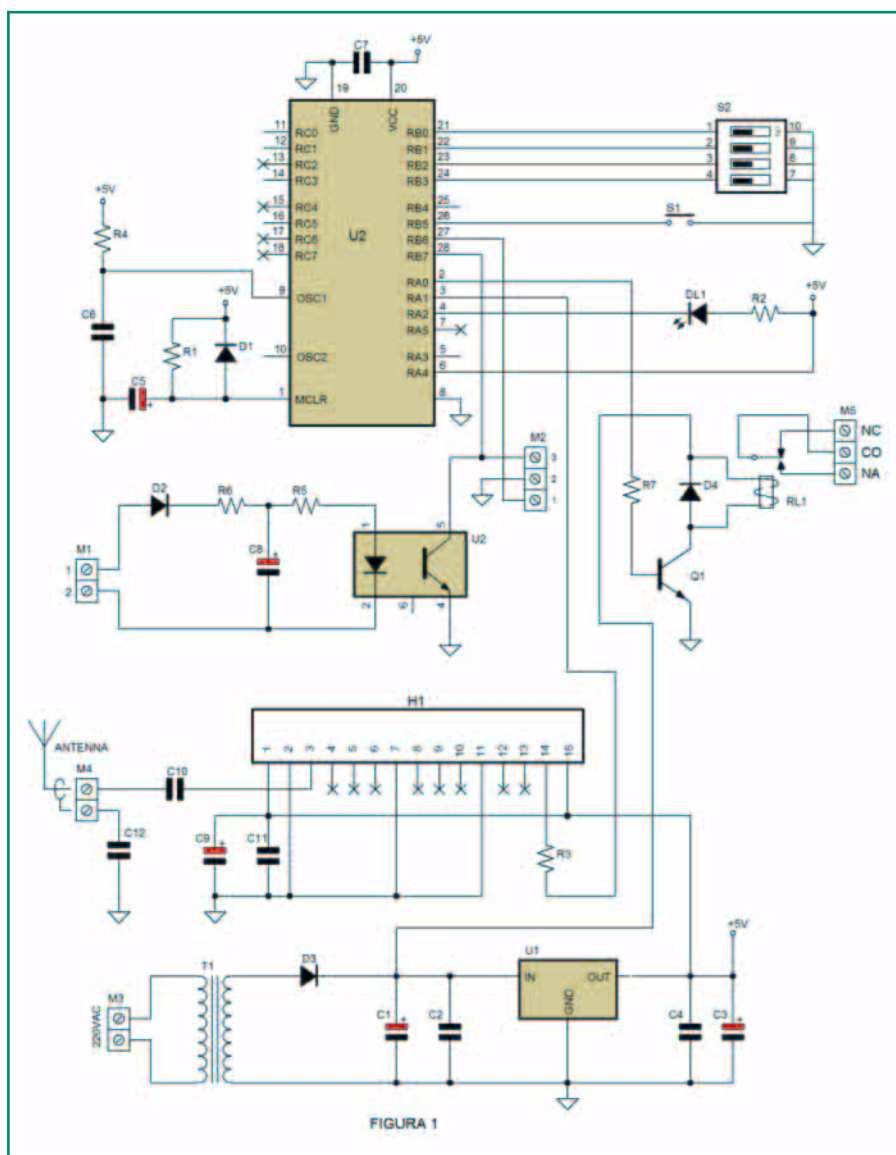 C7
+5V
19
20
GND
VCC
S2
11
RC0
RB0
21
1
10
12
RC1
RB1
22
2
9
13
RC2
RB2
23
3
8
14
RC3
RB3
24
4
7
15
RC4
RB4
25
16
RC5
RB5
26
S1
17
RC6
RB6
27
18
RC7
RB7
28
U2
+5V
R4
RA0
2
9
OSC1
RA1
3
+5V
RA2
4
DL1
R2
+5V
C6
R1
D1
RA5
7
10
OSC2
RA3
5
RA4
6
C5
+
1
MCLR
8
M5
NC
CO
NA
M2
3
2
1
R7
D4
RL1
D2
R6
R5
1
5
U2
M1
1
2
C8
+
2
6
4
Q1
H1
ANTENNA
1
2
3
4
5
6
7
8
9
10
11
12
13
14
15
M4
C10
C12
C9
+
C11
R3
+5V
T1
D3
U1
IN
OUT
GND
M3
220VAC
C1
+
C2
C4
C3
+
FIGURA 1